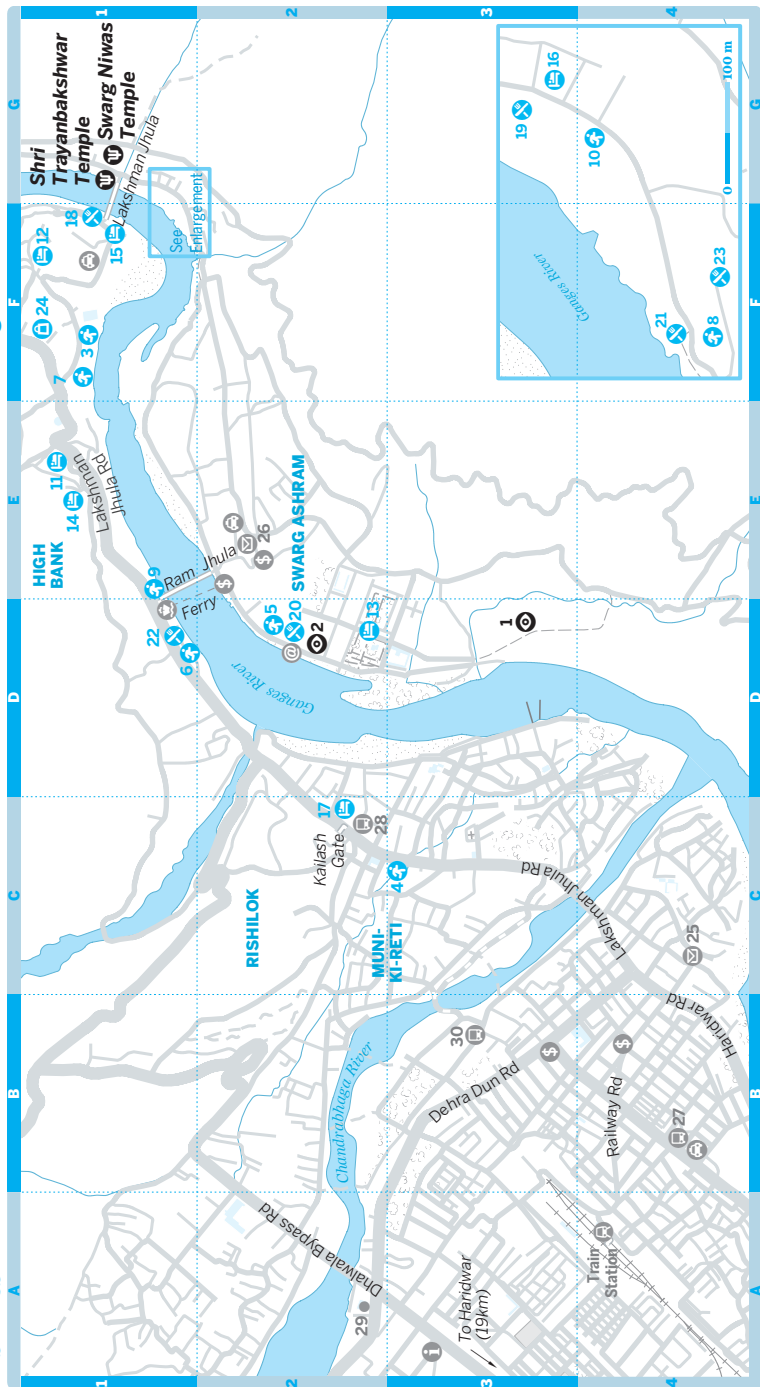 A
B
C
D
E
F
G
1
2
3
4
1
2
3
4
A
B
C
D
E
F
G
Shri
Trayanbakshwar
Temple
Swarg Niwas
Temple
Lakshman Jhula
18
15
12
24
3
7
See
Enlargement
HIGH
BANK
11
14
Lakshman
Jhula Rd
9
Ram Jhula
Ferry
22
6
26
SWARG ASHRAM
5
20
2
13
1
Ganges River
RISHILOK
Kailash
Gate
17
28
MUNI-
KI-RETI
4
Lakshman Jhula Rd
25
Haridwar Rd
30
Dehra Dun Rd
Railway Rd
27
Chandrabhaga River
Dhalwala Bypass Rd
29
To Haridwar
(19km)
Train
Station
Ganges River
19
16
10
21
8
23
0
100 m